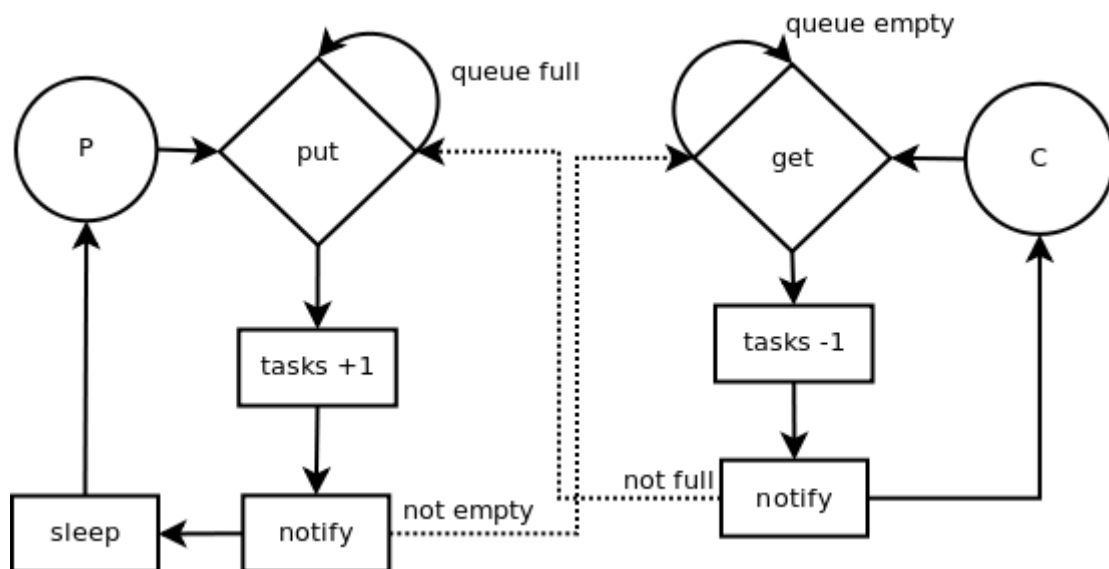 queue empty
queue full
P
put
get
C
tasks +1
tasks -1
not full
notify
not empty
sleep
notify